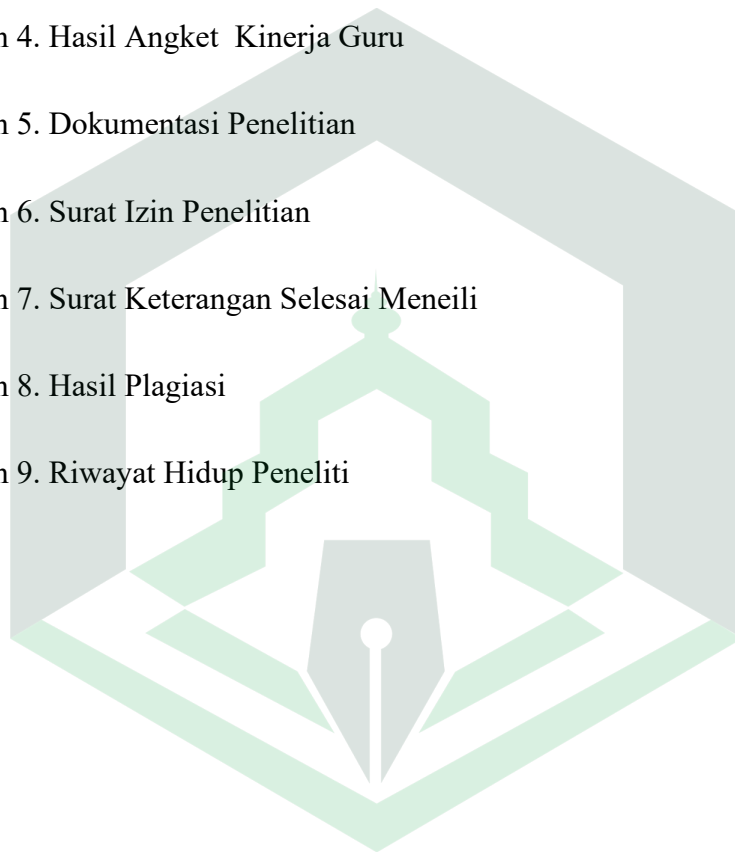 n 4. Hasil Angket Kinerja Guru
n 5. Dokumentasi Penelitian
n 6. Surat Izin Penelitian
n 7. Surat Keterangan Selesai Meneili
n 8. Hasil Plagiasi
n 9. Riwayat Hidup Peneliti